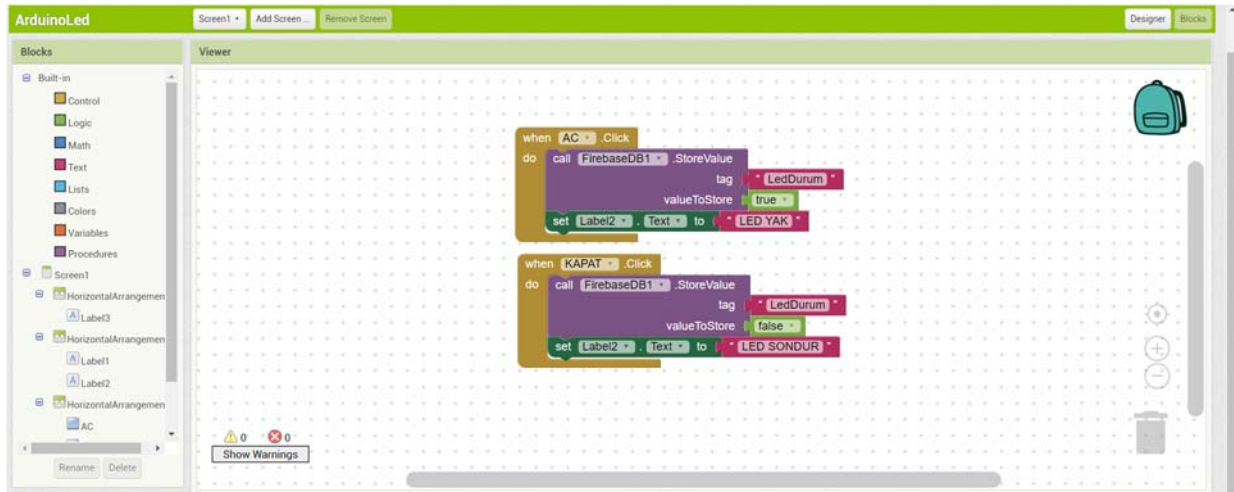 ArduinoLed
Screen1
Add Screen ...
Remove Screen
Designer
Blocks
Blocks
Viewer
Built-in
Control
Logic
Math
Text
Lists
Colors
Variables
Procedures
Screen1
HorizontalArrangemen
Label3
HorizontalArrangemen
Label1
Label2
HorizontalArrangemen
AC
Rename
Delete
when AC .Click
do call FirebaseDB1 .StoreValue
tag " LedDurum "
valueToStore true
set Label2 . Text to " LED YAK "
when KAPAT .Click
do call FirebaseDB1 .StoreValue
tag " LedDurum "
valueToStore false
set Label2 . Text to " LED SONDUR "
0 0
Show Warnings